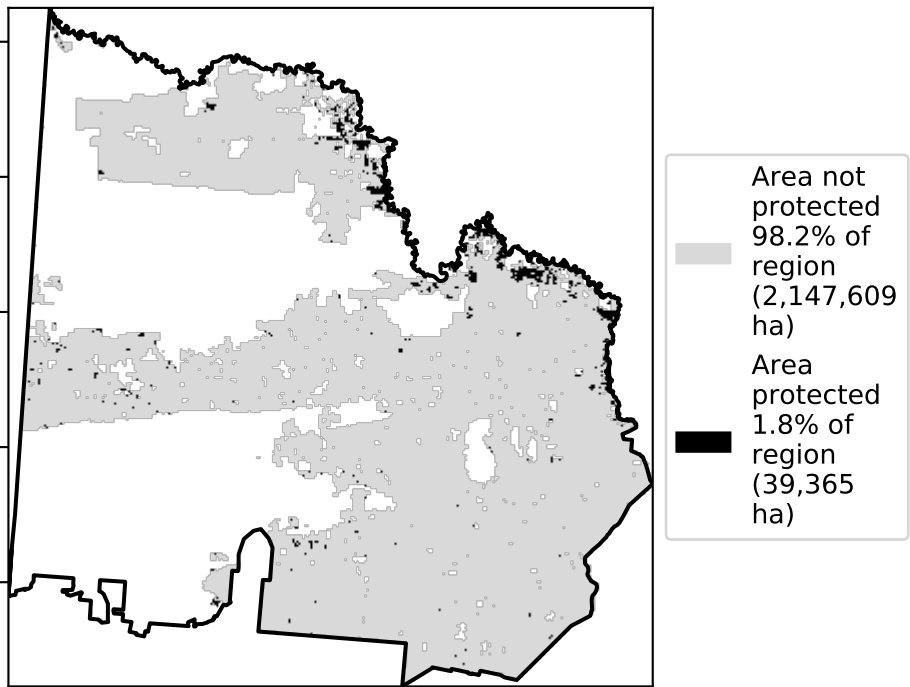 Area not
protected
98.2% of
region
(2,147,609
ha)
Area
protected
1.8% of
region
(39,365
ha)